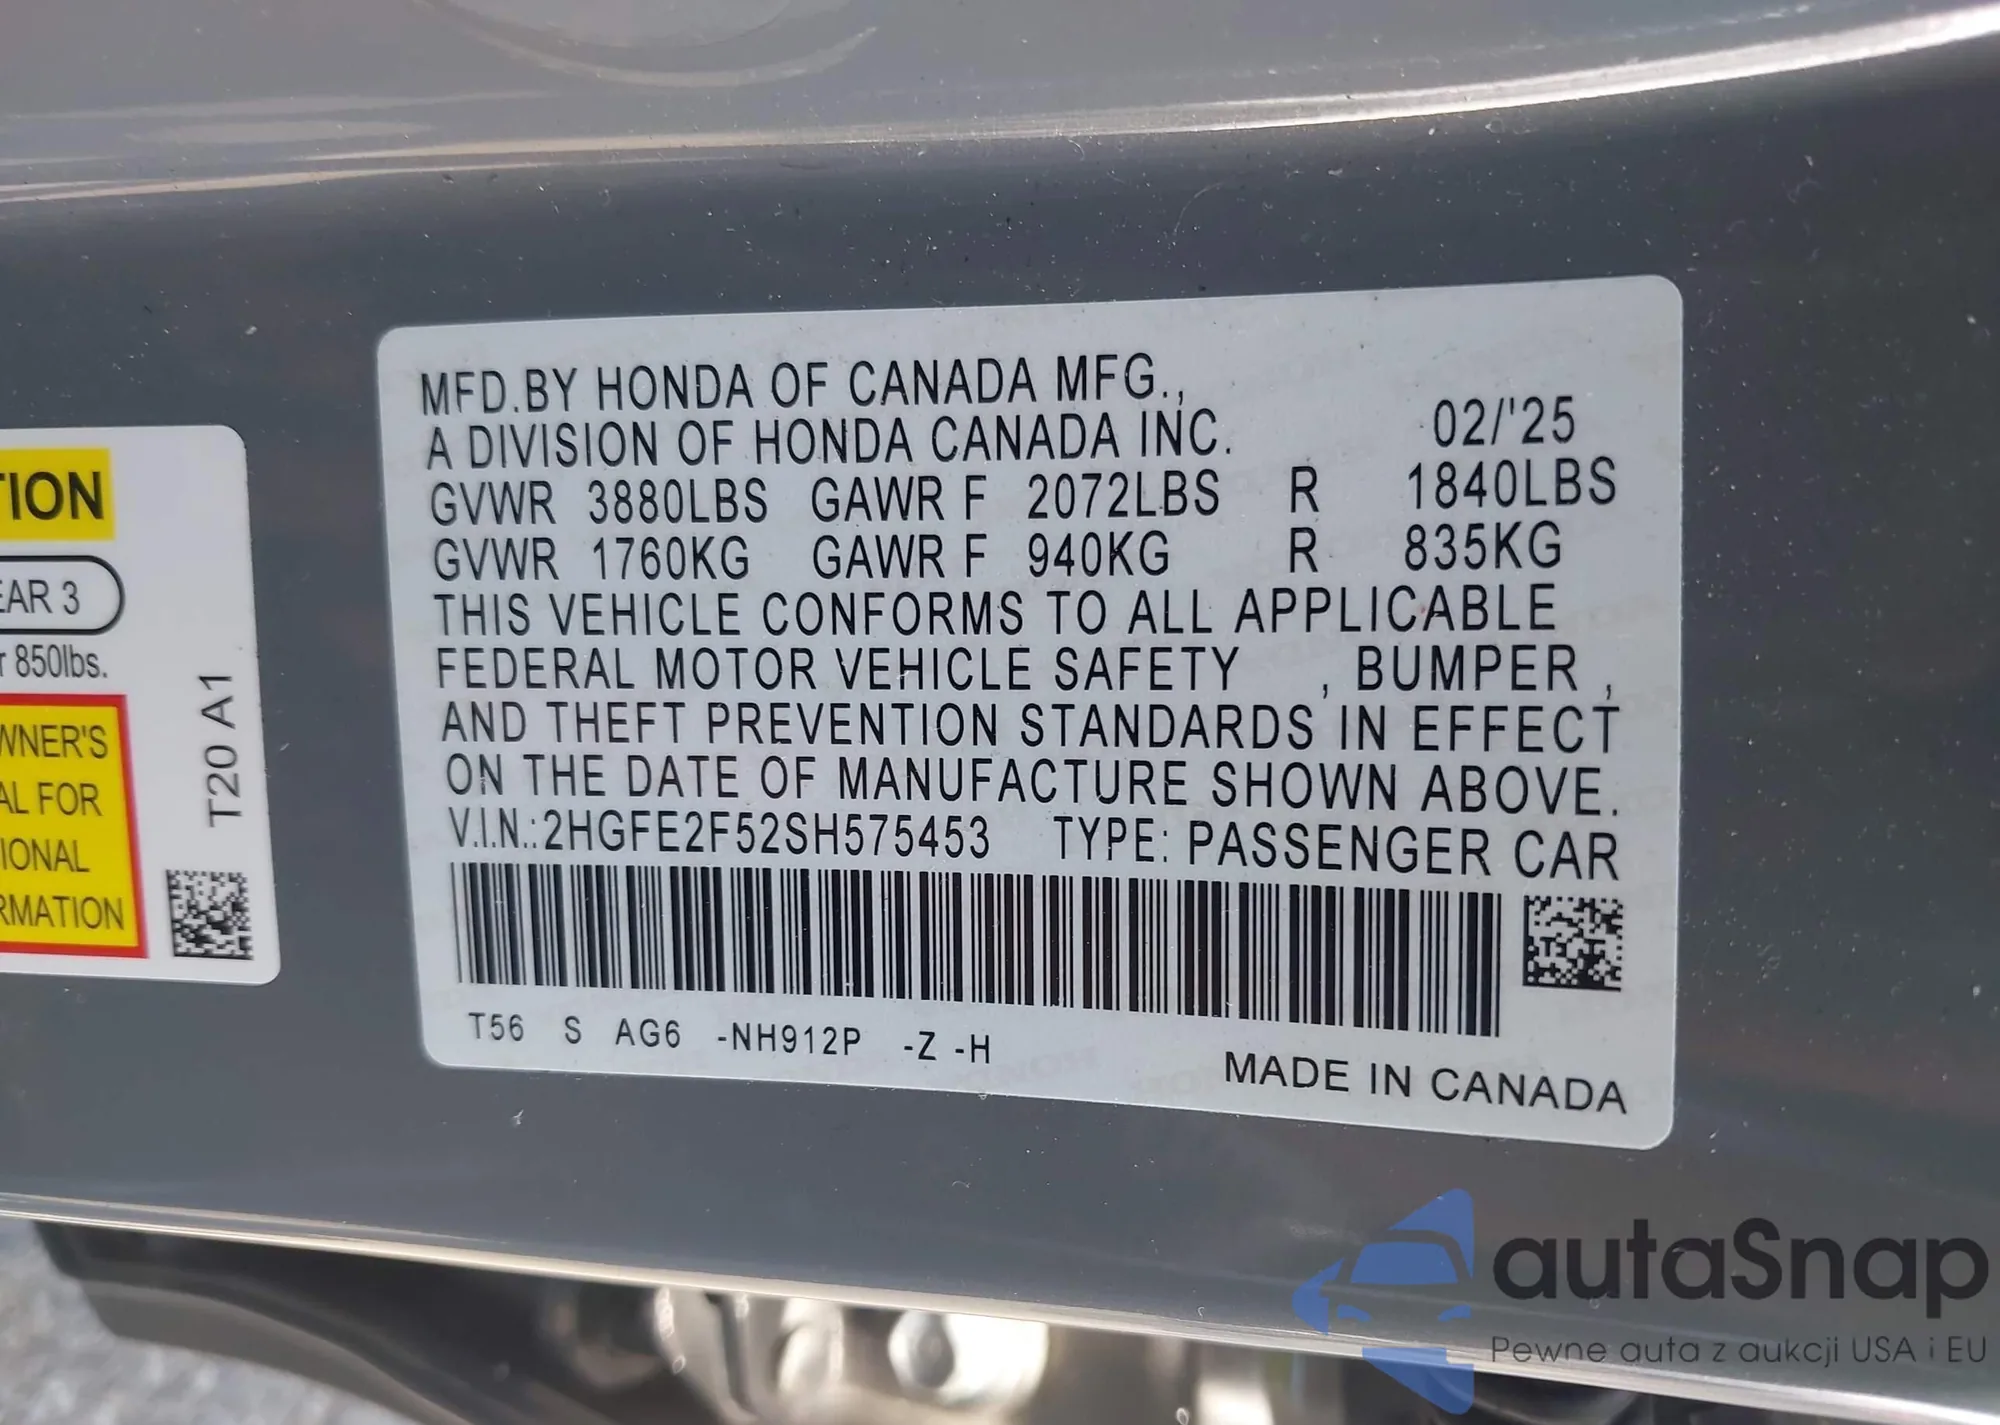 TION
EAR 3
850lbs.
WNER'S
AL FOR
IONAL
RMATION
T20 A1
MFD.BY HONDA OF CANADA MFG.,
A DIVISION OF HONDA CANADA INC. 02/'25
GVWR 3880LBS GAWR F 2072LBS R 1840LBS
GVWR 1760KG GAWR F 940KG R 835KG
THIS VEHICLE CONFORMS TO ALL APPLICABLE
FEDERAL MOTOR VEHICLE SAFETY , BUMPER ,
AND THEFT PREVENTION STANDARDS IN EFFECT
ON THE DATE OF MANUFACTURE SHOWN ABOVE.
V.I.N.:2HGFE2F52SH575453 TYPE: PASSENGER CAR
T56 S AG6 -NH912P -Z -H
MADE IN CANADA
autaSnap
Pewne auta z aukcji USA i EU